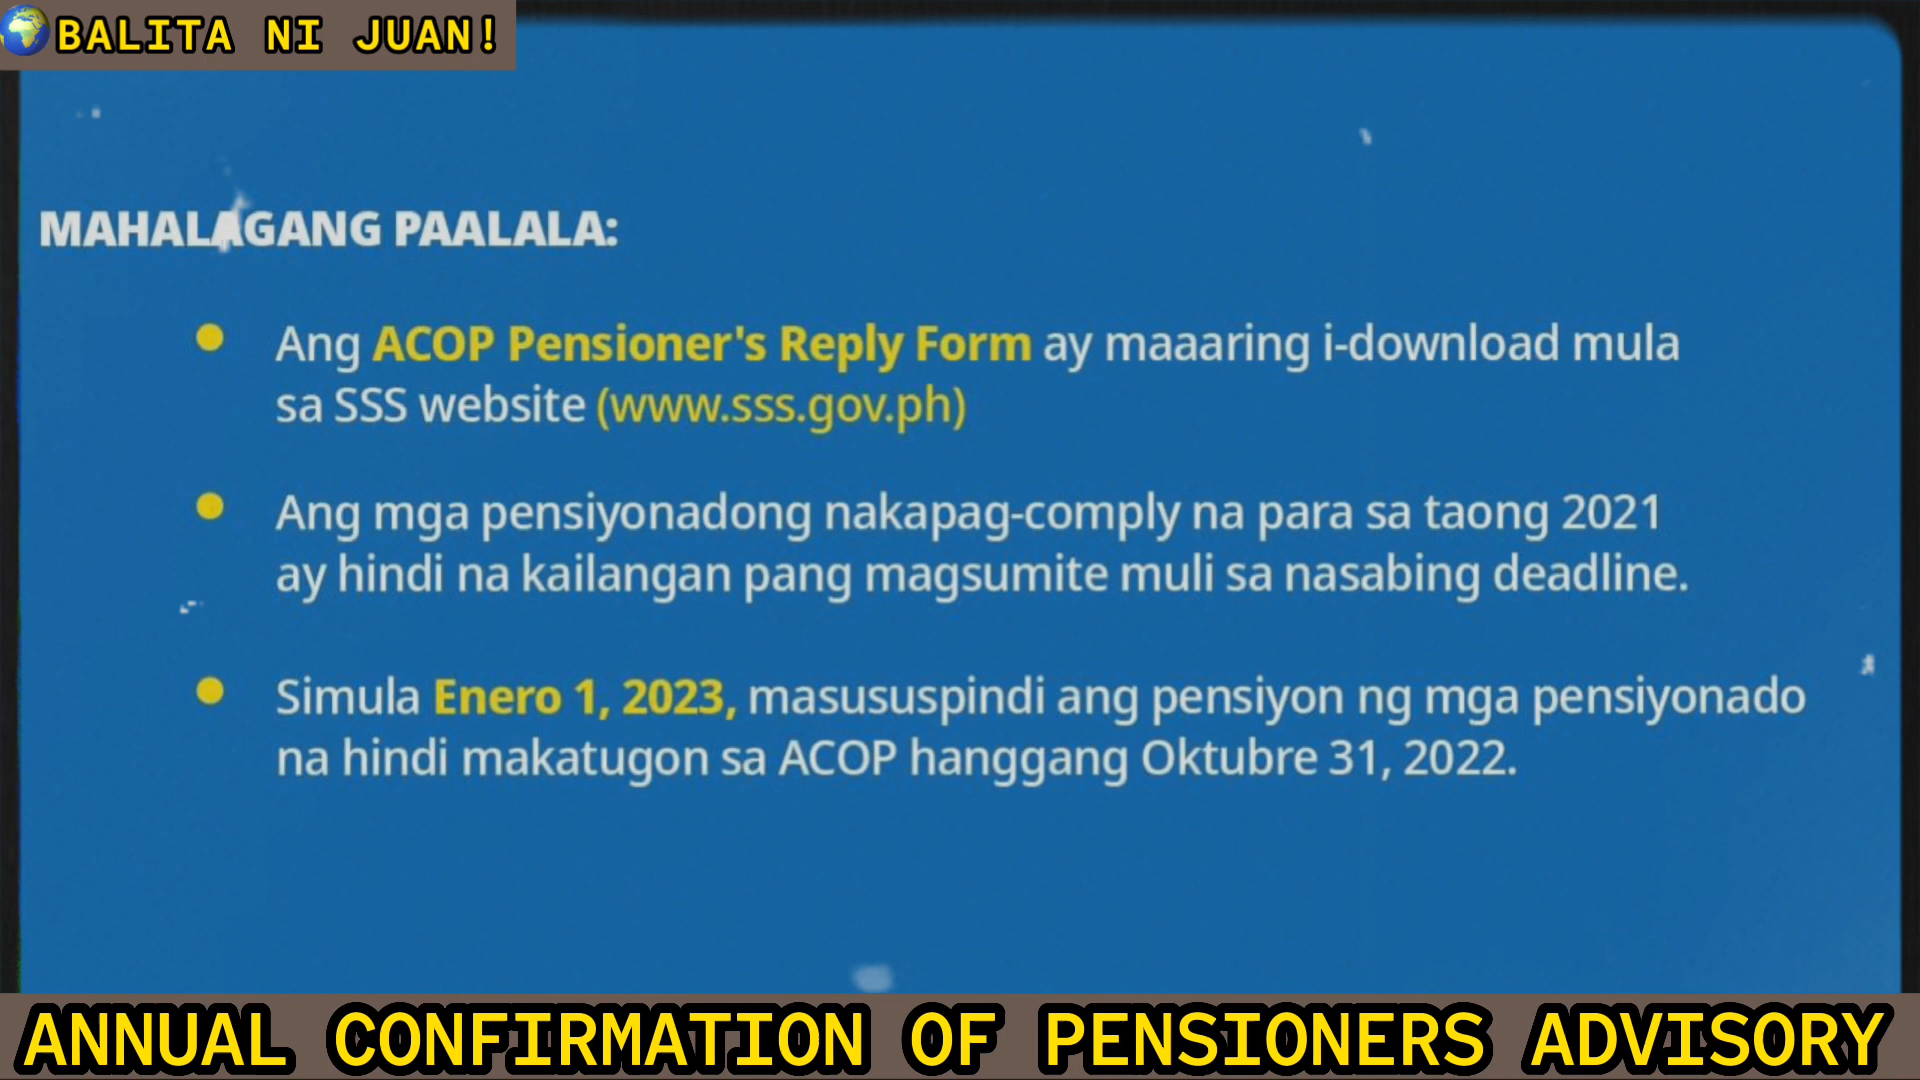 BALITA NI JUAN!
MAHALAGANG PAALALA:
Ang ACOP Pensioner's Reply Form ay maaaring i-download mula
sa SSS website (www.sss.gov.ph)
Ang mga pensiyonadong nakapag-comply na para sa taong 2021
ay hindi na kailangan pang magsumite muli sa nasabing deadline.
Simula Enero 1, 2023, masususpindi ang pensiyon ng mga pensiyonado
na hindi makatugon sa ACOP hanggang Oktubre 31, 2022.
ANNUAL CONFIRMATION OF PENSIONERS ADVISORY